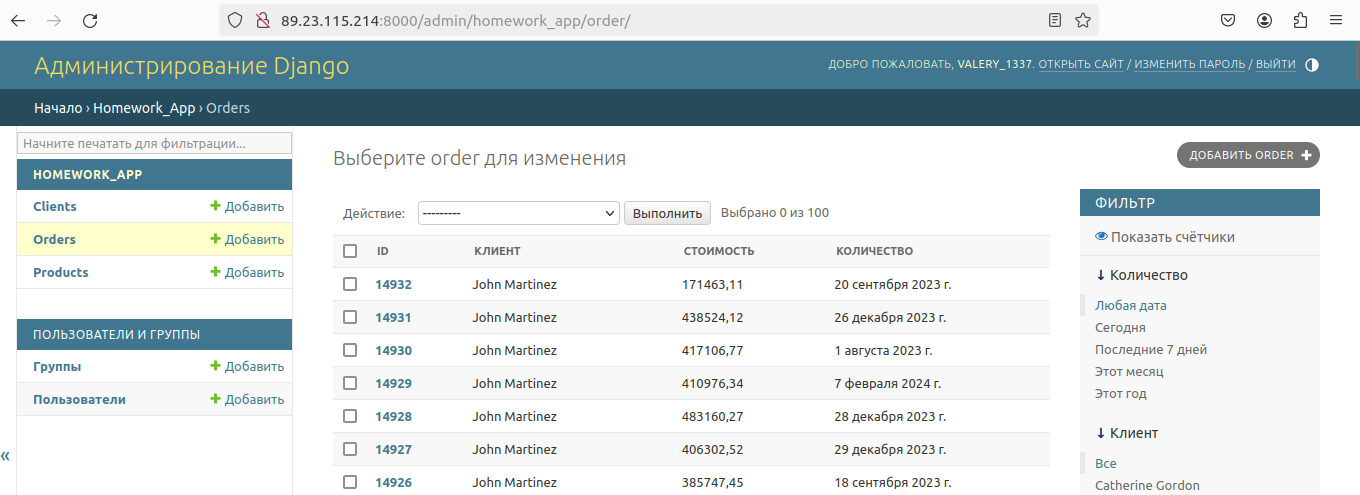 89.23.115.214:8000/admin/homework_app/order/
Администрирование Django
ДОБРО ПОЖАЛОВАТЬ, VALERY_1337. ОТКРЫТЬ САЙТ / ИЗМЕНИТЬ ПАРОЛЬ / ВЫЙТИ
Начало › Homework_App › Orders
Начните печатать для фильтрации...
HOMEWORK_APP
Clients Добавить
Orders Добавить
Products Добавить
ПОЛЬЗОВАТЕЛИ И ГРУППЫ
Группы Добавить
Пользователи Добавить
«
Выберите order для изменения
ДОБАВИТЬ ORDER
Действие: --------- Выполнить Выбрано 0 из 100
ID КЛИЕНТ СТОИМОСТЬ КОЛИЧЕСТВО
14932 John Martinez 171463,11 20 сентября 2023 г.
14931 John Martinez 438524,12 26 декабря 2023 г.
14930 John Martinez 417106,77 1 августа 2023 г.
14929 John Martinez 410976,34 7 февраля 2024 г.
14928 John Martinez 483160,27 28 декабря 2023 г.
14927 John Martinez 406302,52 29 декабря 2023 г.
14926 John Martinez 385747,45 18 сентября 2023 г.
ФИЛЬТР
Показать счётчики
↓ Количество
Любая дата
Сегодня
Последние 7 дней
Этот месяц
Этот год
↓ Клиент
Все
Catherine Gordon